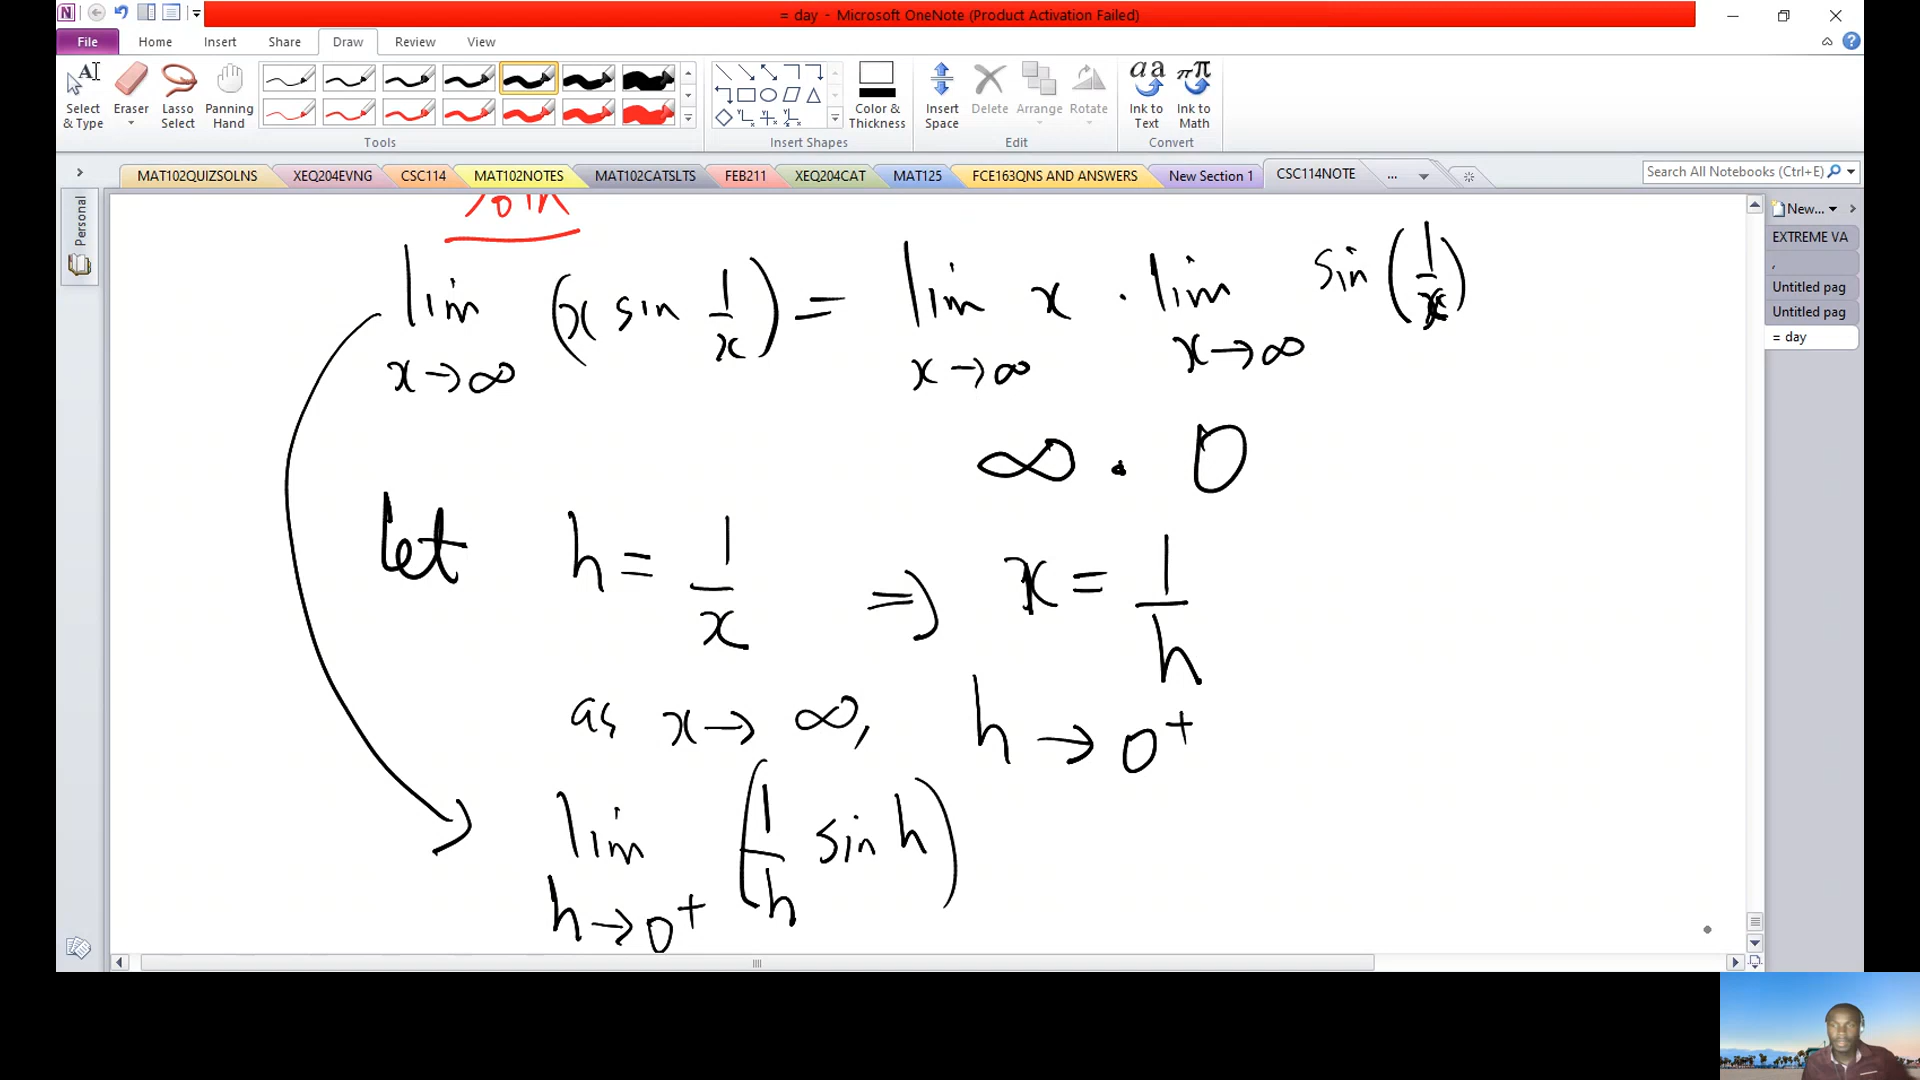 = day - Microsoft OneNote (Product Activation Failed)
File Home Insert Share Draw Review View
Select & Type
Eraser
Lasso Select
Panning Hand
Color & Thickness
Insert Space
Delete
Arrange
Rotate
Ink to Text
Ink to Math
Tools
Insert Shapes
Edit
Convert
MAT102QUIZSOLNS XEQ204EVNG CSC114 MAT102NOTES MAT102CATSLTS FEB211 XEQ204CAT MAT125 FCE163QNS AND ANSWERS New Section 1 CSC114NOTE ...
Search All Notebooks (Ctrl+E)
Personal
New...
EXTREME VA
,
Untitled pag
Untitled pag
= day
lim x→∞ (x sin 1/x) = lim x→∞ x · lim x→∞ sin (1/x)
∞ · 0
let h = 1/x ⇒ x = 1/h
as x → ∞, h → 0⁺
lim h→0⁺ (1/h sin h)